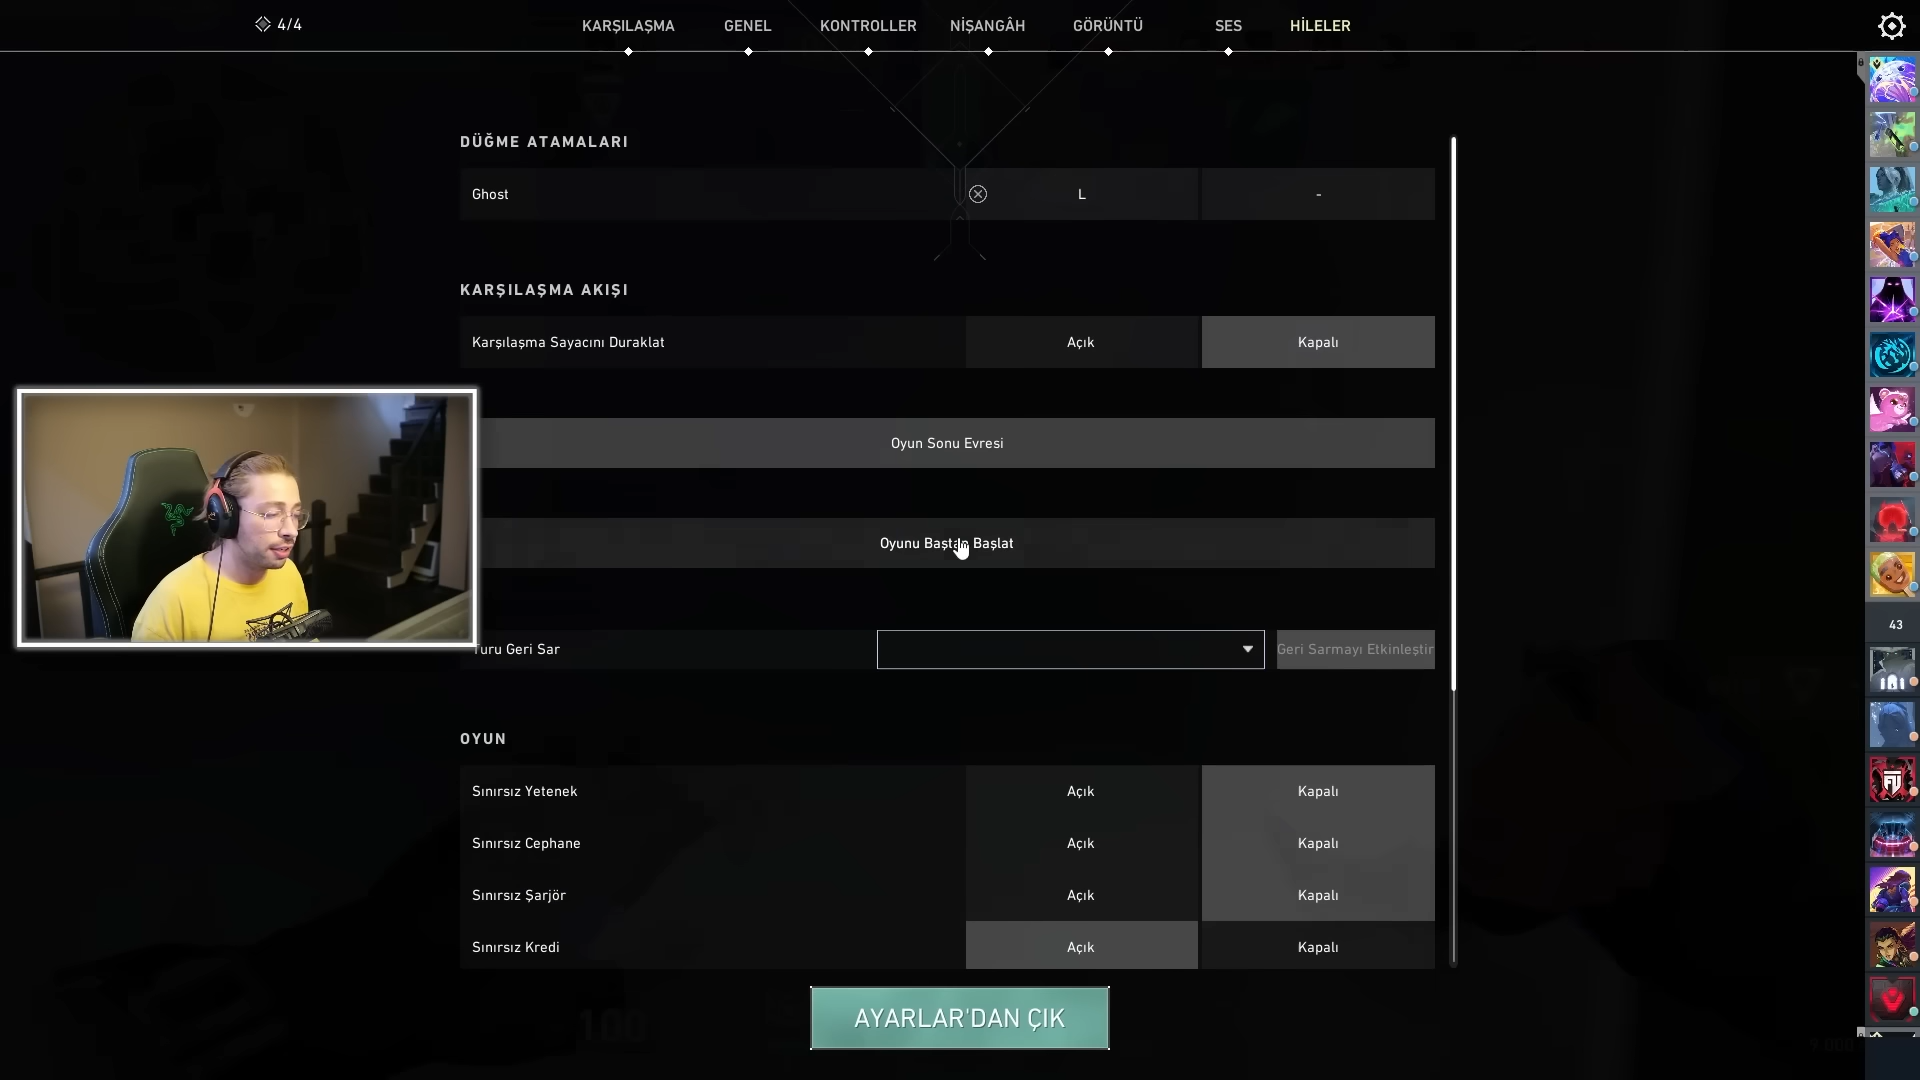 4/4
KARŞILAŞMA GENEL KONTROLLER NİŞANGÂH GÖRÜNTÜ SES HİLELER
DÜĞME ATAMALARI
Ghost L -
KARŞILAŞMA AKIŞI
Karşılaşma Sayacını Duraklat Açık Kapalı
Oyun Sonu Evresi
Oyunu Baştan Başlat
Turu Geri Sar Geri Sarmayı Etkinleştir
43
OYUN
Sınırsız Yetenek Açık Kapalı
Sınırsız Cephane Açık Kapalı
Sınırsız Şarjör Açık Kapalı
Sınırsız Kredi Açık Kapalı
AYARLAR'DAN ÇIK
100